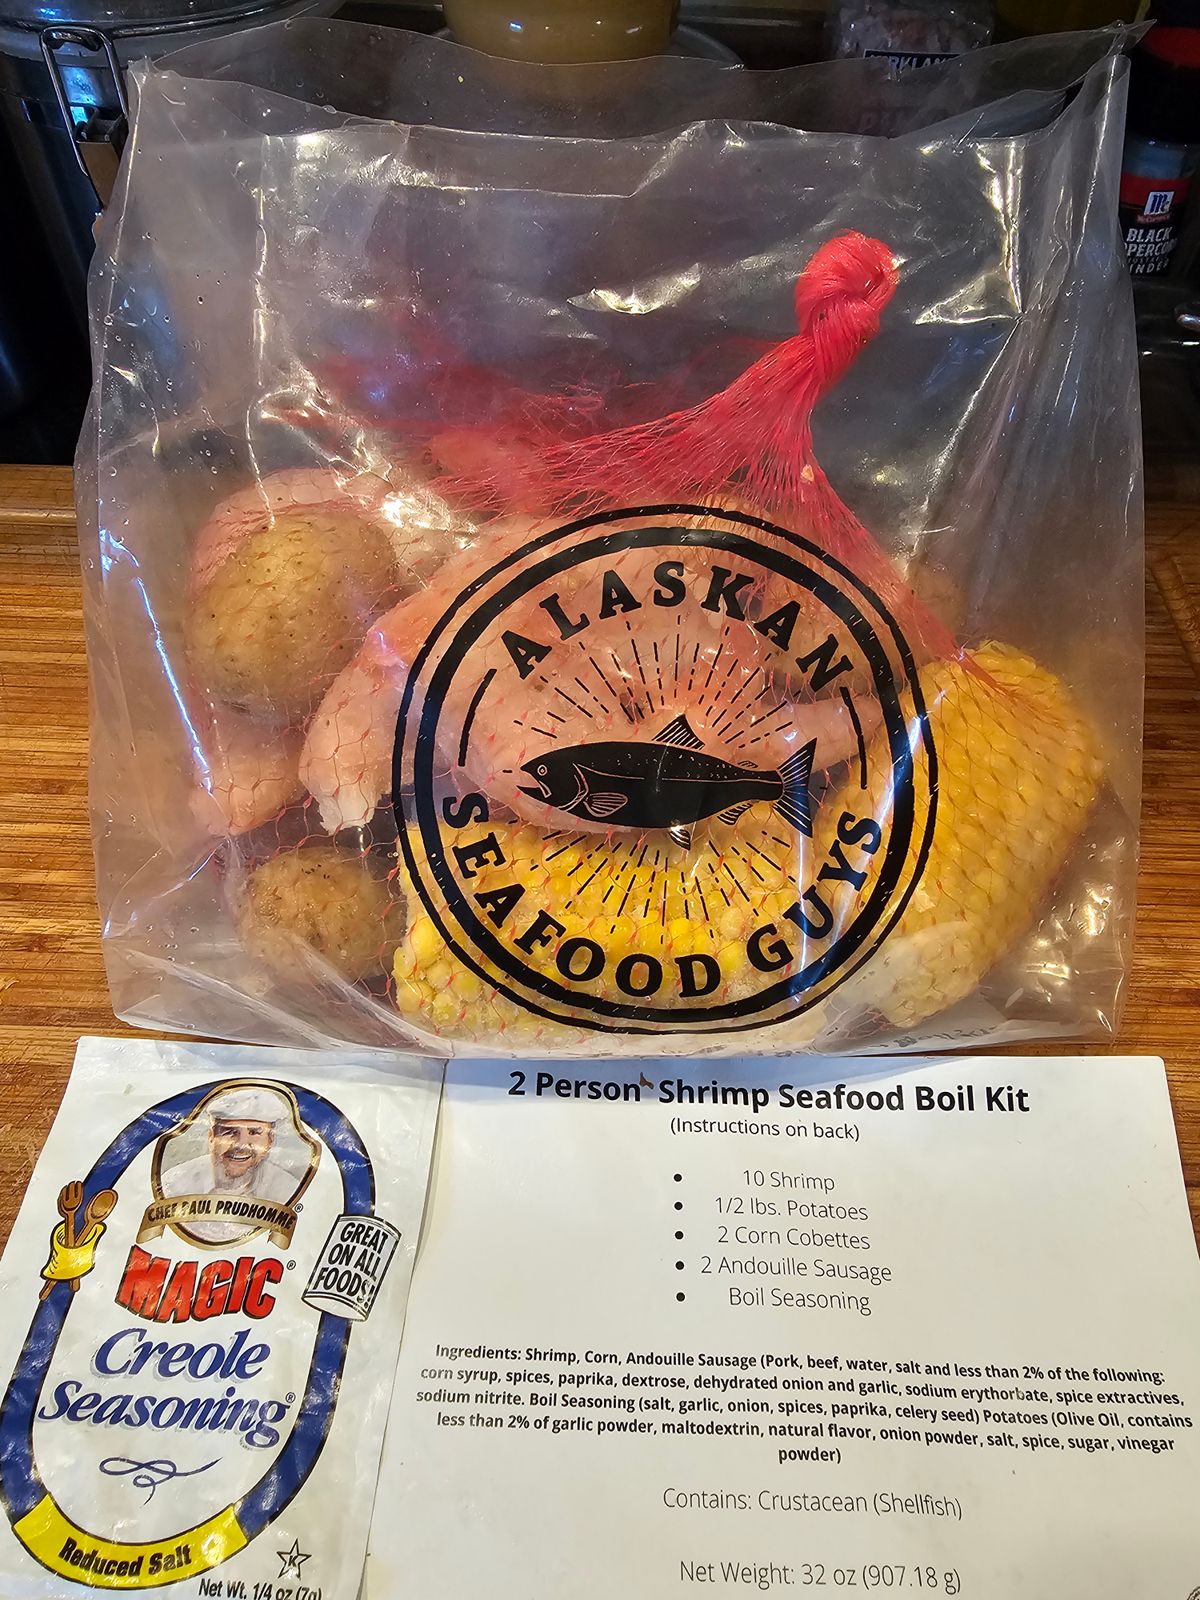 McCormick
BLACK
ALASKAN
SEAFOOD GUYS
CHEF PAUL PRUDHOMME®
MAGIC®
Creole
Seasoning®
GREAT
ON ALL
FOODS!
Reduced Salt
K
Net Wt. 1/4 oz (7g)
2 Person Shrimp Seafood Boil Kit
(Instructions on back)
• 10 Shrimp
• 1/2 lbs. Potatoes
• 2 Corn Cobettes
• 2 Andouille Sausage
• Boil Seasoning
Ingredients: Shrimp, Corn, Andouille Sausage (Pork, beef, water, salt and less than 2% of the following:
corn syrup, spices, paprika, dextrose, dehydrated onion and garlic, sodium erythorbate, spice extractives,
sodium nitrite. Boil Seasoning (salt, garlic, onion, spices, paprika, celery seed) Potatoes (Olive Oil, contains
less than 2% of garlic powder, maltodextrin, natural flavor, onion powder, salt, spice, sugar, vinegar
powder)
Contains: Crustacean (Shellfish)
Net Weight: 32 oz (907.18 g)